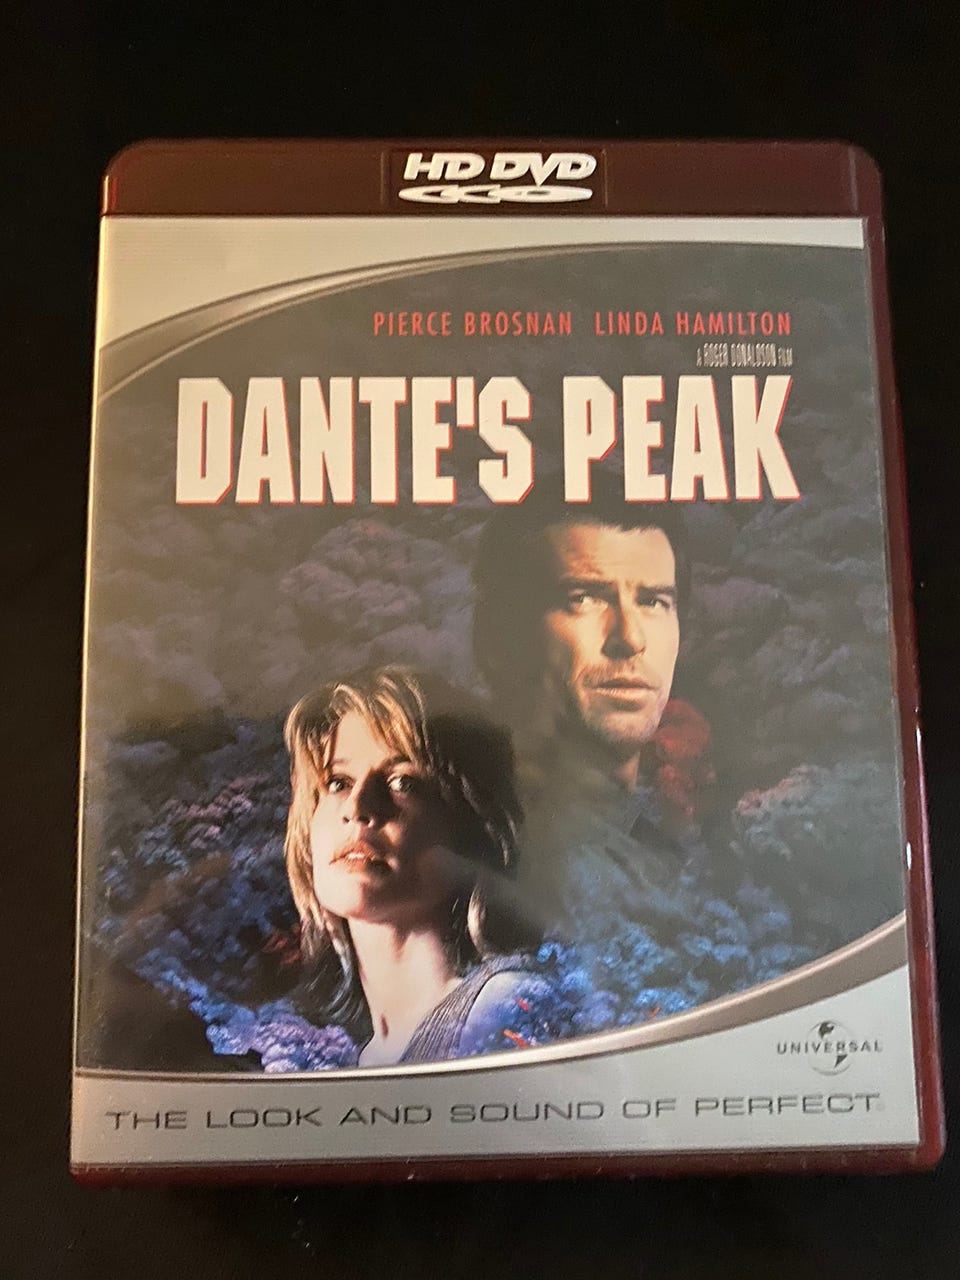 HD DVD
PIERCE BROSNAN LINDA HAMILTON
A ROGER DONALDSON FILM
DANTE'S PEAK
UNIVERSAL
THE LOOK AND SOUND OF PERFECT